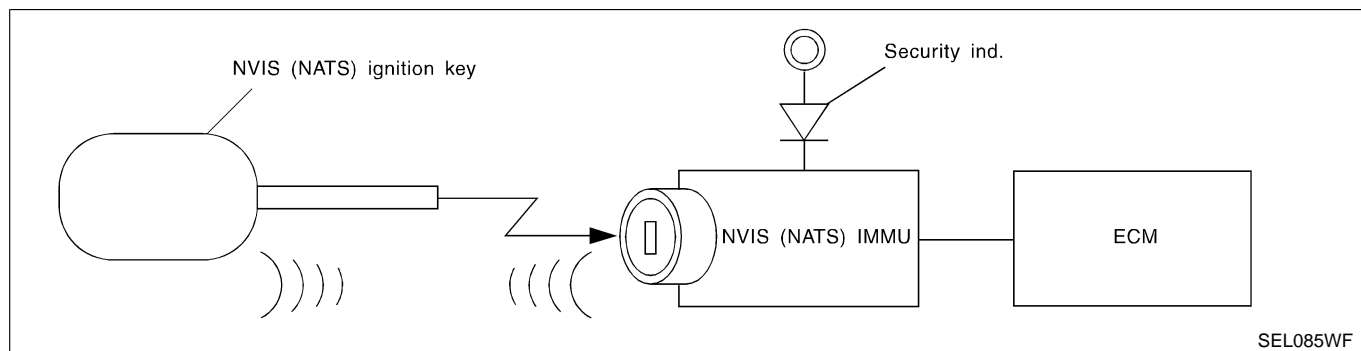 Security ind.
NVIS (NATS) ignition key
NVIS (NATS) IMMU
ECM
SEL085WF